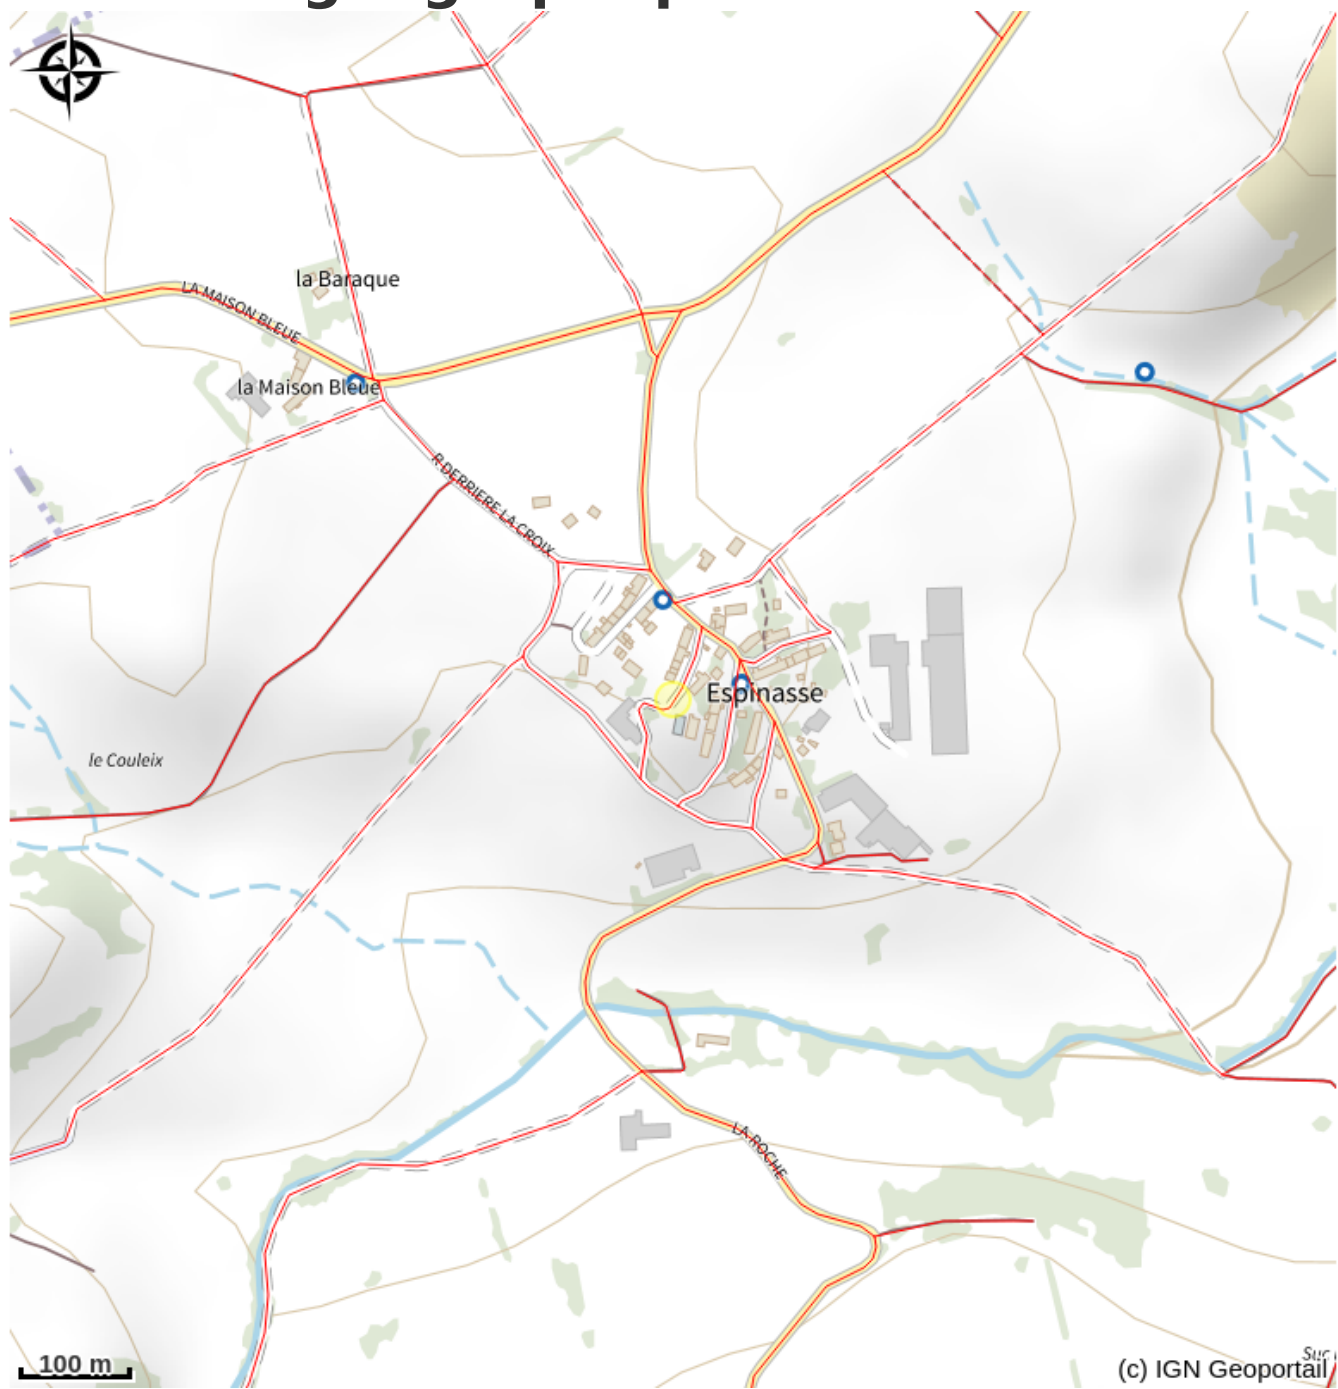 la Baraque
LA MAISON BLEUE
la Maison Bleue
R DERRIERE LA CROIX
Espinasse
le Couleix
LA ROCHE
Suc
100 m
(c) IGN Geoportail